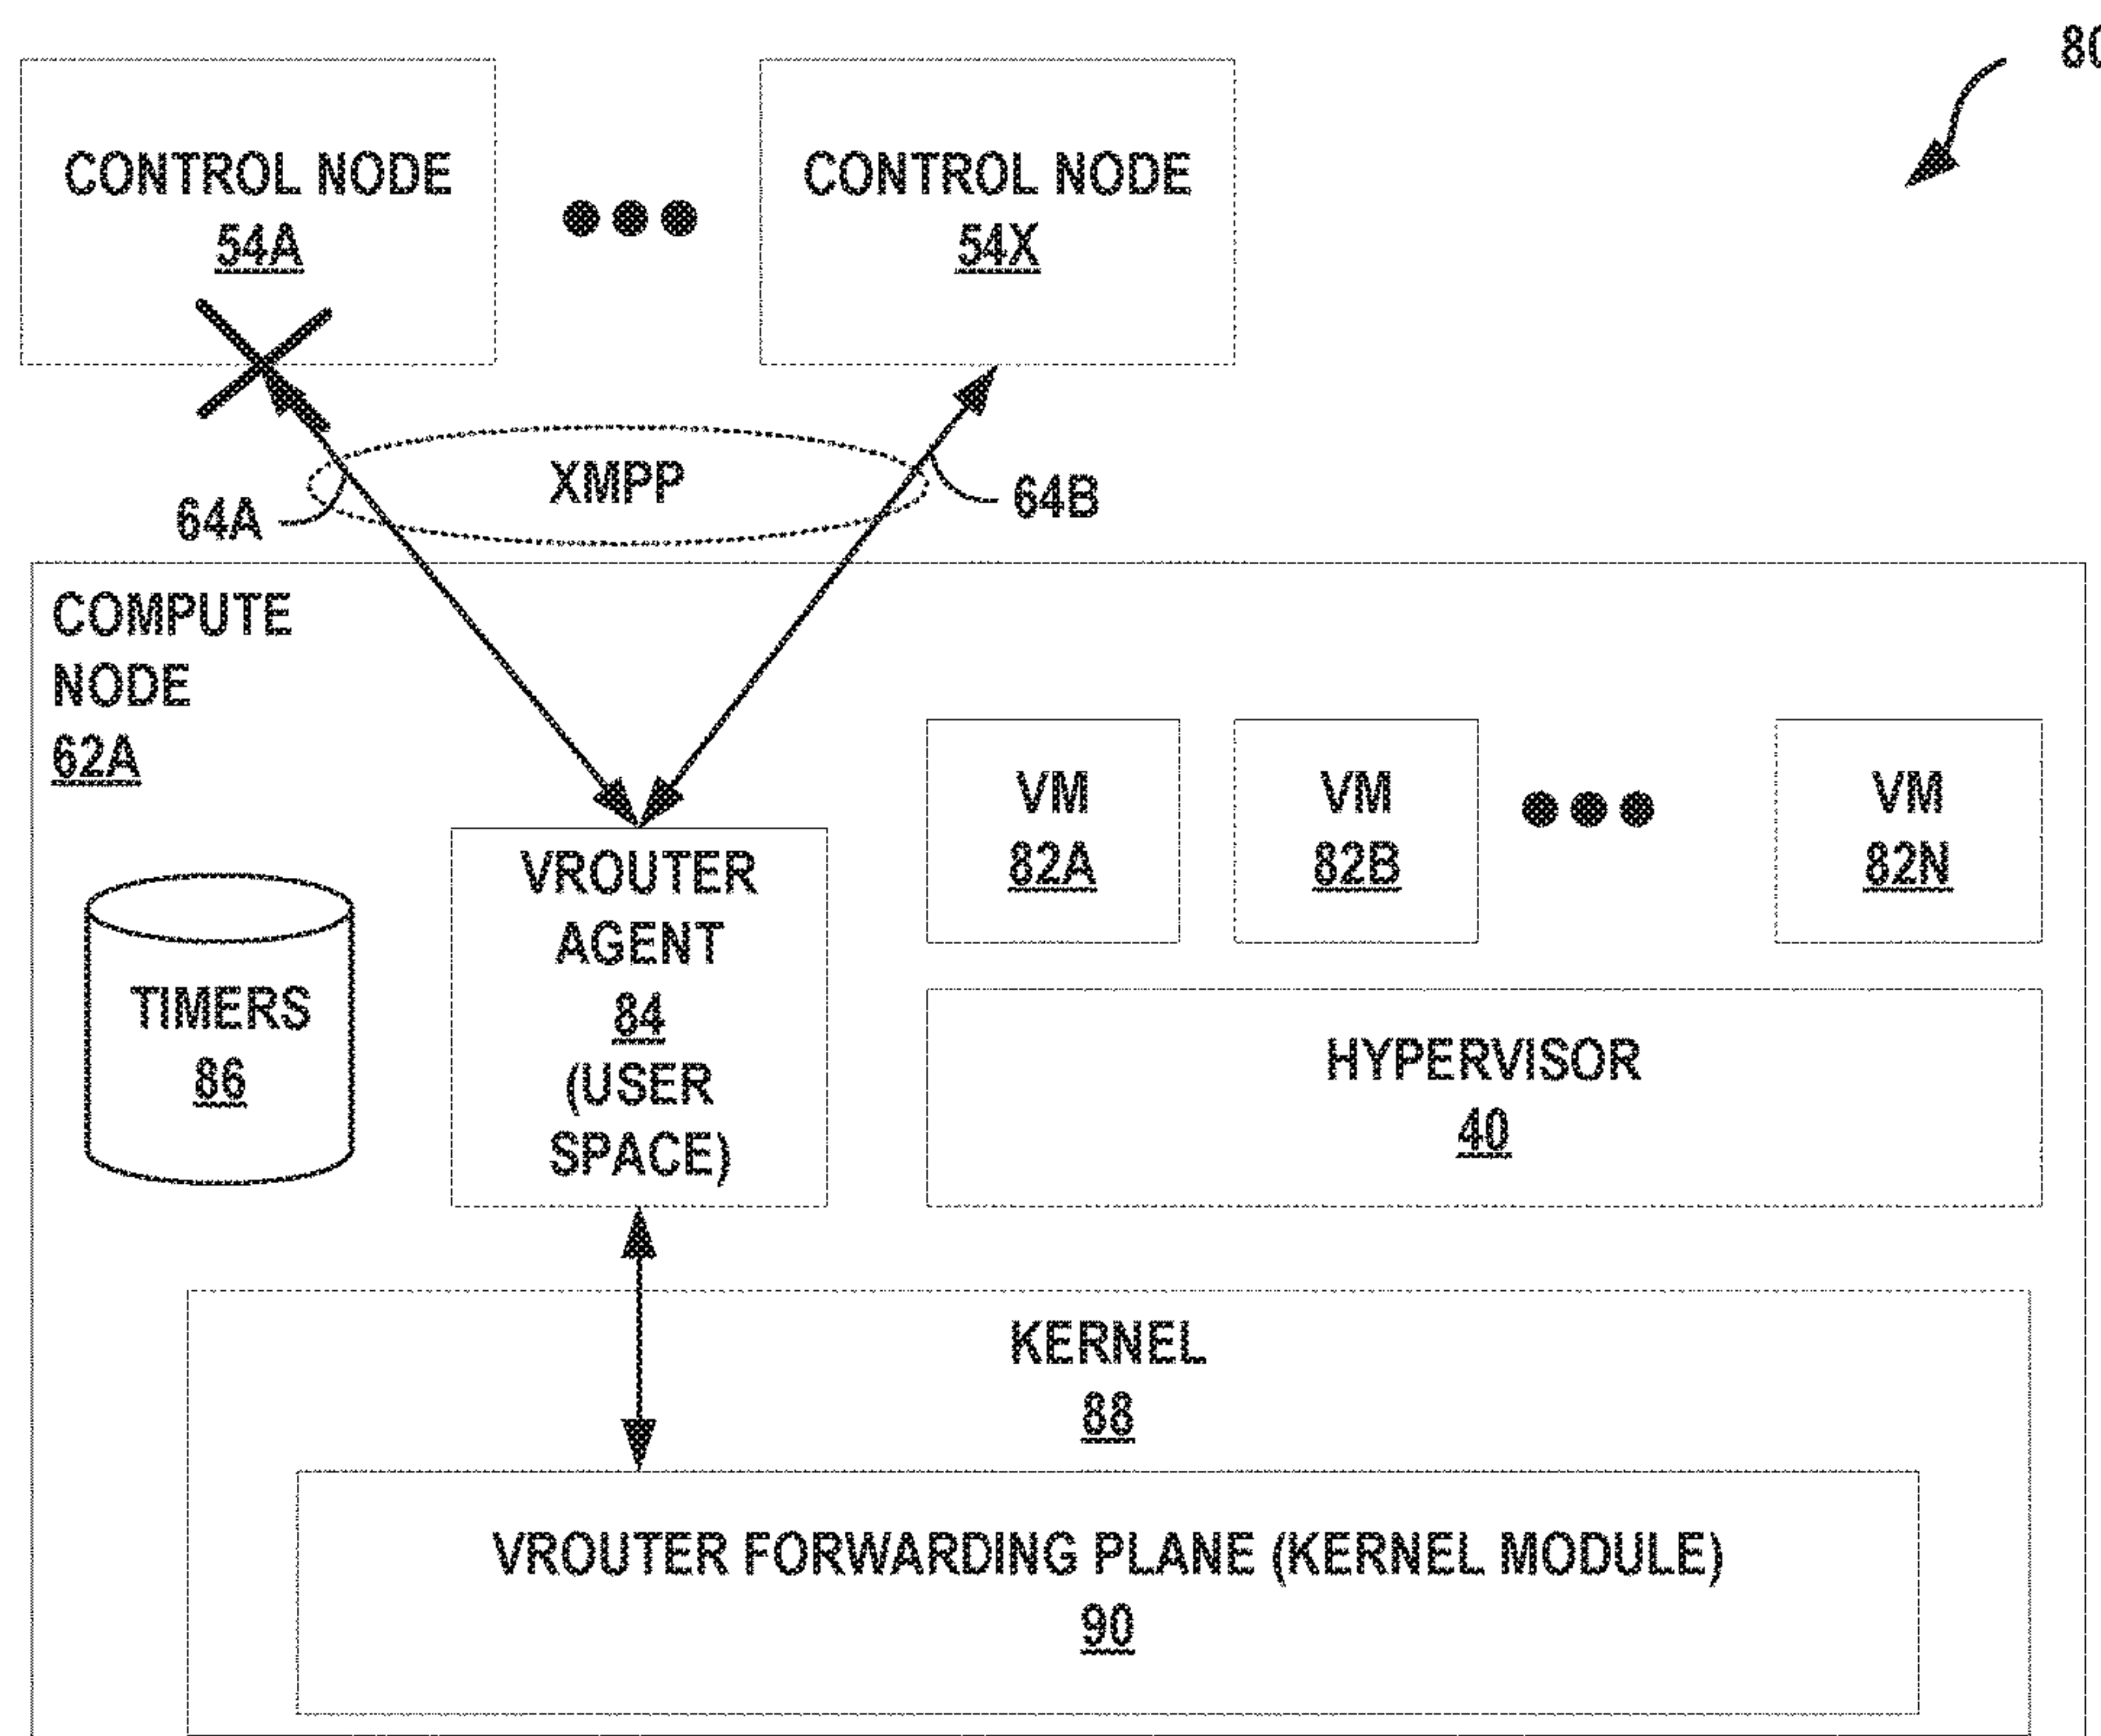 80
CONTROL NODE
54A
CONTROL NODE
54X
XMPP
64A
64B
COMPUTE
NODE
62A
VM
82A
VM
82B
VM
82N
VROUTER
AGENT
84
(USER
SPACE)
TIMERS
86
HYPERVISOR
40
KERNEL
88
VROUTER FORWARDING PLANE (KERNEL MODULE)
90